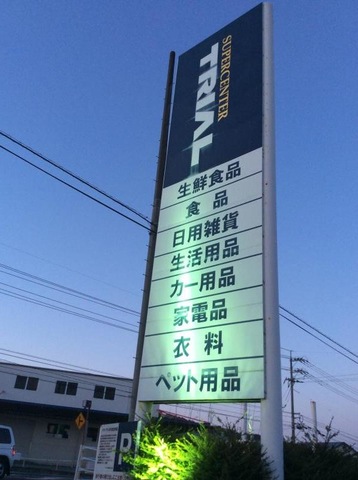 SUPERCENTER
TRIAL
生鮮食品
食品
日用雑貨
生活用品
カー用品
家電品
衣料
ペット用品
P